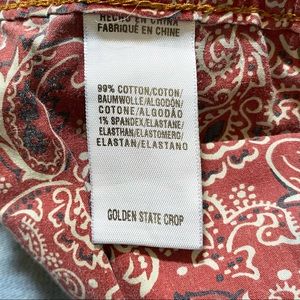 HECHO EN CHINA
FABRIQUÉ EN CHINE
99% COTTON/COTON/
BAUMWOLLE/ALGODÓN/
COTONE/ALGODÃO
1% SPANDEX/ELASTANE/
ELASTHAN/ELASTOMERO/
ELASTAN/ELASTANO
GOLDEN STATE CROP